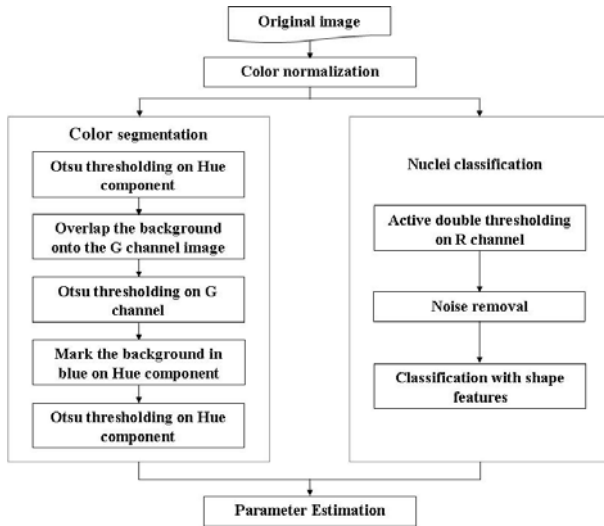 Original image
Color normalization
Color segmentation
Otsu thresholding on Hue
component
Overlap the background
onto the G channel image
Otsu thresholding on G
channel
Mark the background in
blue on Hue component
Otsu thresholding on Hue
component
Nuclei classification
Active double thresholding
on R channel
Noise removal
Classification with shape
features
Parameter Estimation